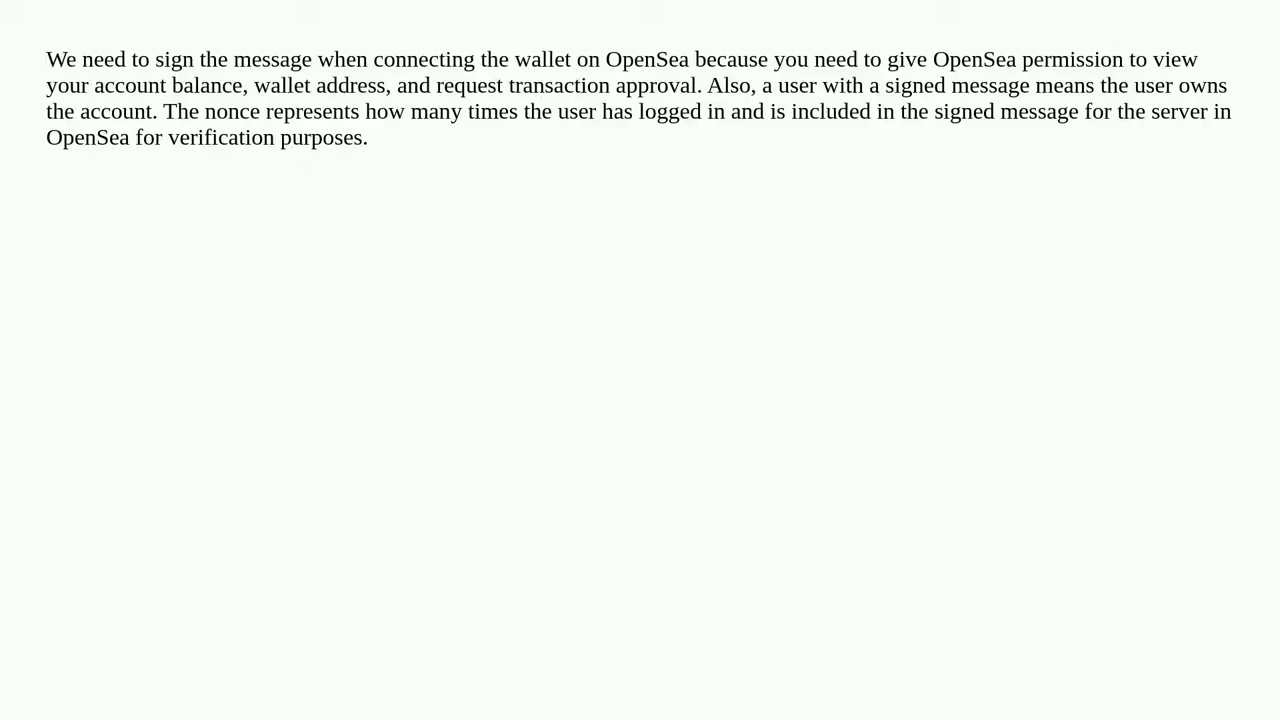 We need to sign the message when connecting the wallet on OpenSea because you need to give OpenSea permission to view
your account balance, wallet address, and request transaction approval. Also, a user with a signed message means the user owns
the account. The nonce represents how many times the user has logged in and is included in the signed message for the server in
OpenSea for verification purposes.